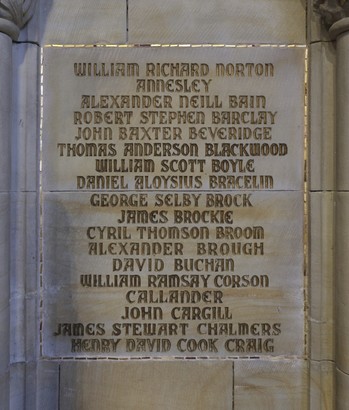 WILLIAM RICHARD NORTON
ANNESLEY
ALEXANDER NEILL BAIN
ROBERT STEPHEN BARCLAY
JOHN BAXTER BEVERIDGE
THOMAS ANDERSON BLACKWOOD
WILLIAM SCOTT BOYLE
DANIEL ALOYSIUS BRACELIN
GEORGE SELBY BROCK
JAMES BROCKIE
CYRIL THOMSON BROOM
ALEXANDER BROUGH
DAVID BUCHAN
WILLIAM RAMSAY CORSON
CALLANDER
JOHN CARGILL
JAMES STEWART CHALMERS
HENRY DAVID COOK CRAIG